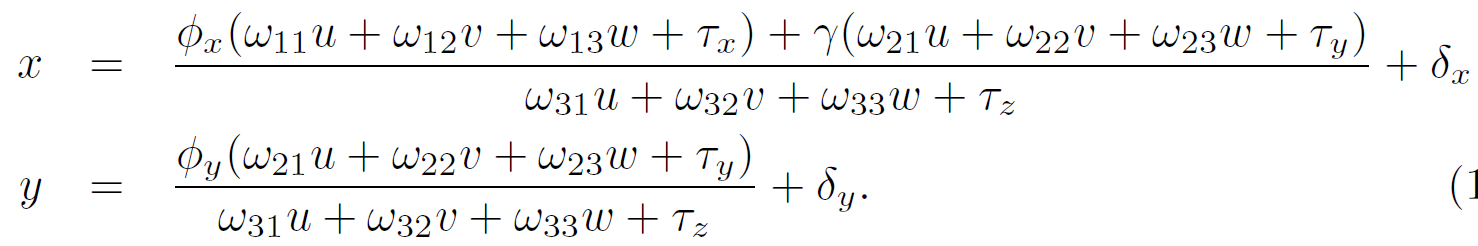 x = \frac{\phi_x(\omega_{11}u + \omega_{12}v + \omega_{13}w + \tau_x) + \gamma(\omega_{21}u + \omega_{22}v + \omega_{23}w + \tau_y)}{\omega_{31}u + \omega_{32}v + \omega_{33}w + \tau_z} + \delta_x
y = \frac{\phi_y(\omega_{21}u + \omega_{22}v + \omega_{23}w + \tau_y)}{\omega_{31}u + \omega_{32}v + \omega_{33}w + \tau_z} + \delta_y. (1